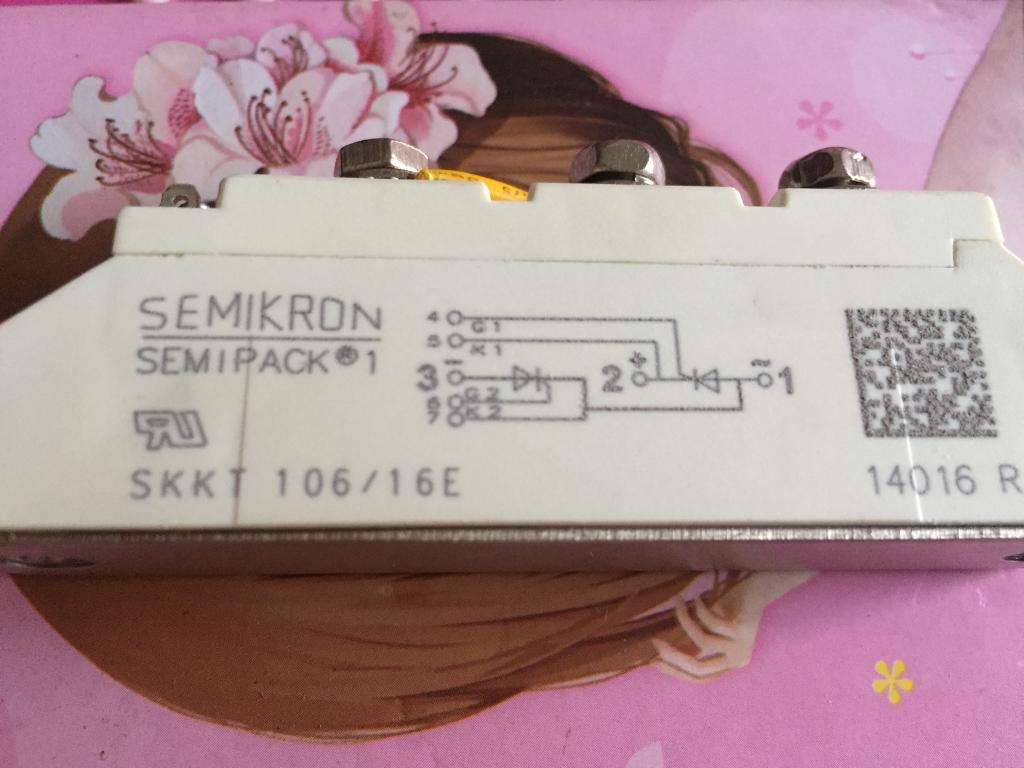 SEMIKRON
SEMIPACK®1
SKKT 106/16E
4
G1
5
K1
3 −
2 +
~ 1
6 G2
7 K2
14016 R